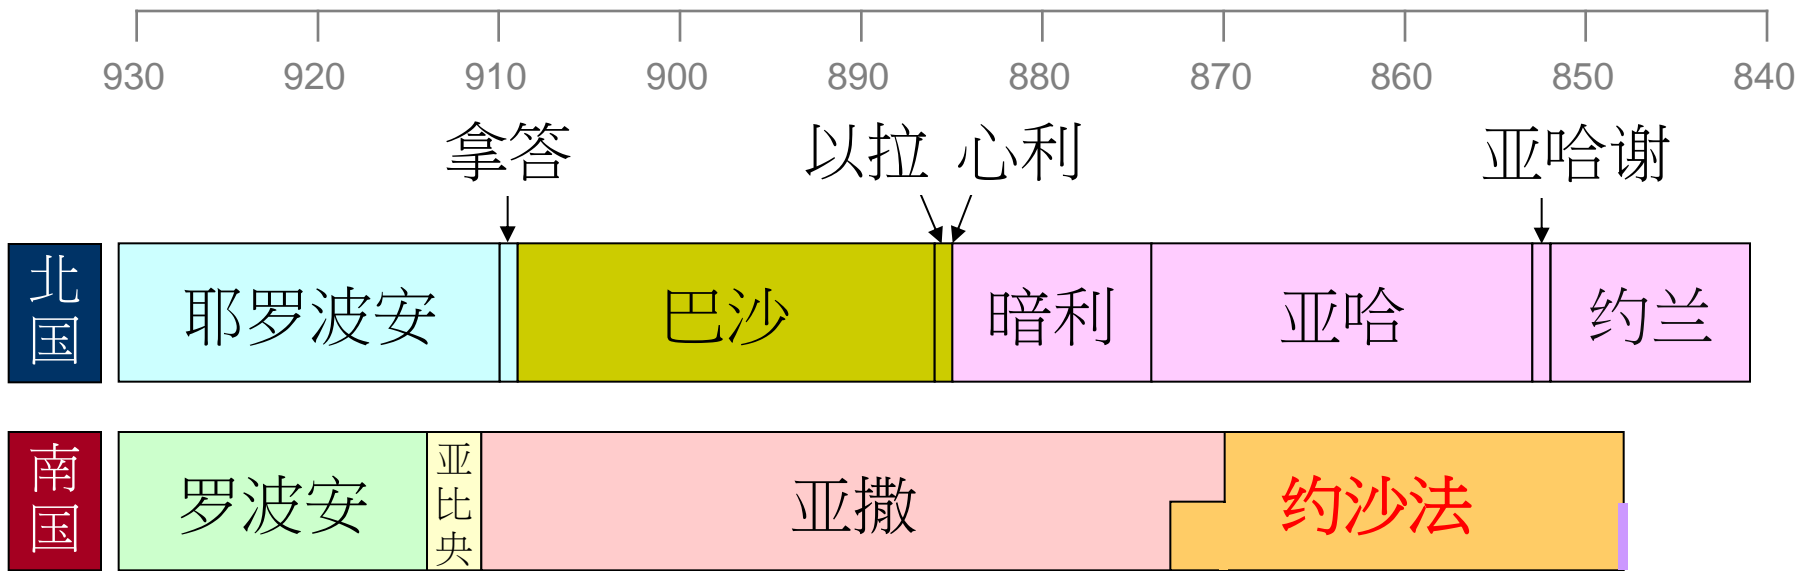 930 920 910 900 890 880 870 860 850 840
拿答 以拉 心利 亚哈谢
北国 耶罗波安 巴沙 暗利 亚哈 约兰
南国 罗波安 亚比央 亚撒 约沙法